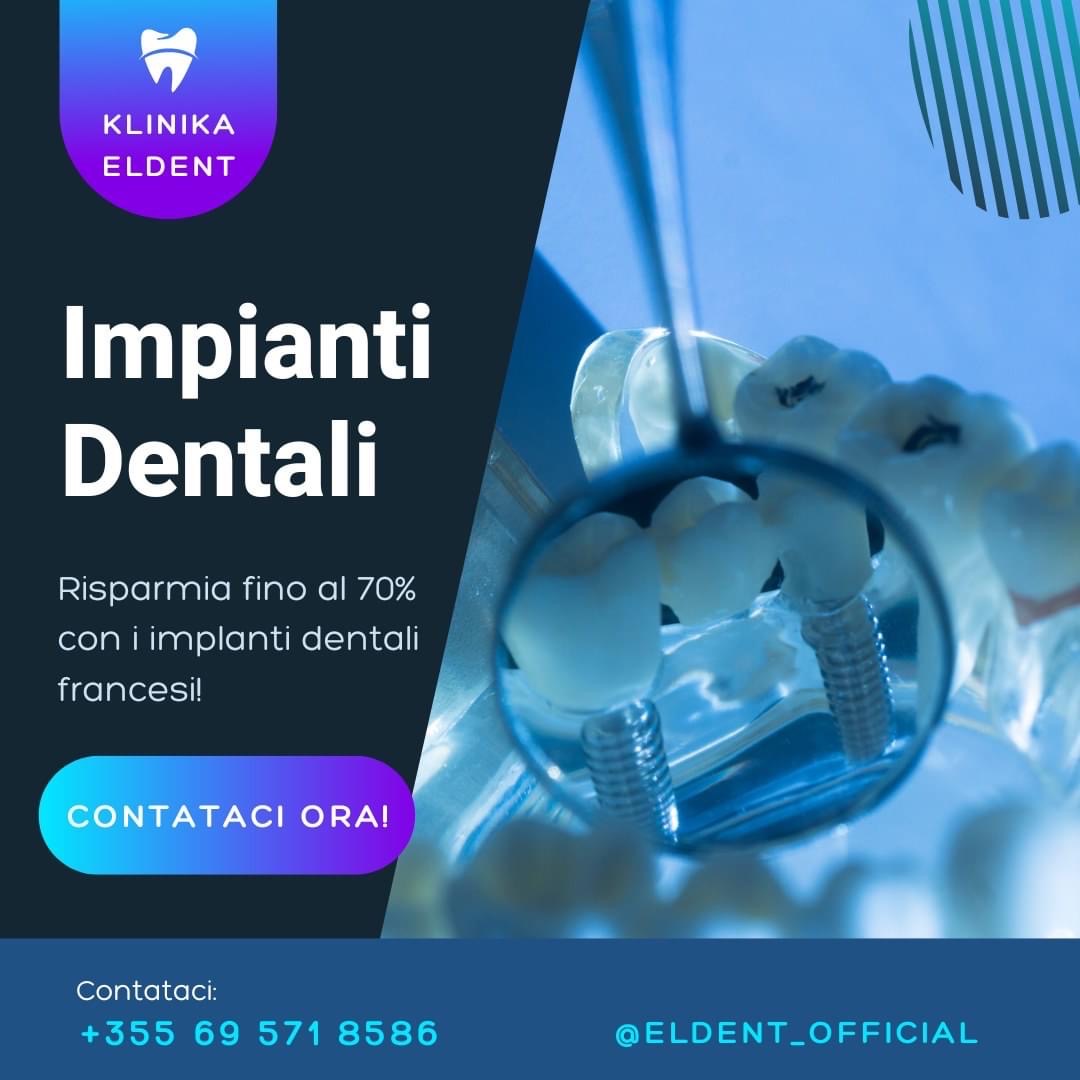 KLINIKA
ELDENT
Impianti
Dentali
Risparmia fino al 70%
con i implanti dentali
francesi!
CONTATACI ORA!
Contataci:
+355 69 571 8586
@ELDENT_OFFICIAL